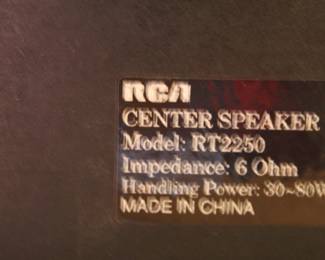 RCA
CENTER SPEAKER
Model: RT2250
Impedance: 6 Ohm
Handling Power: 30~80W
MADE IN CHINA